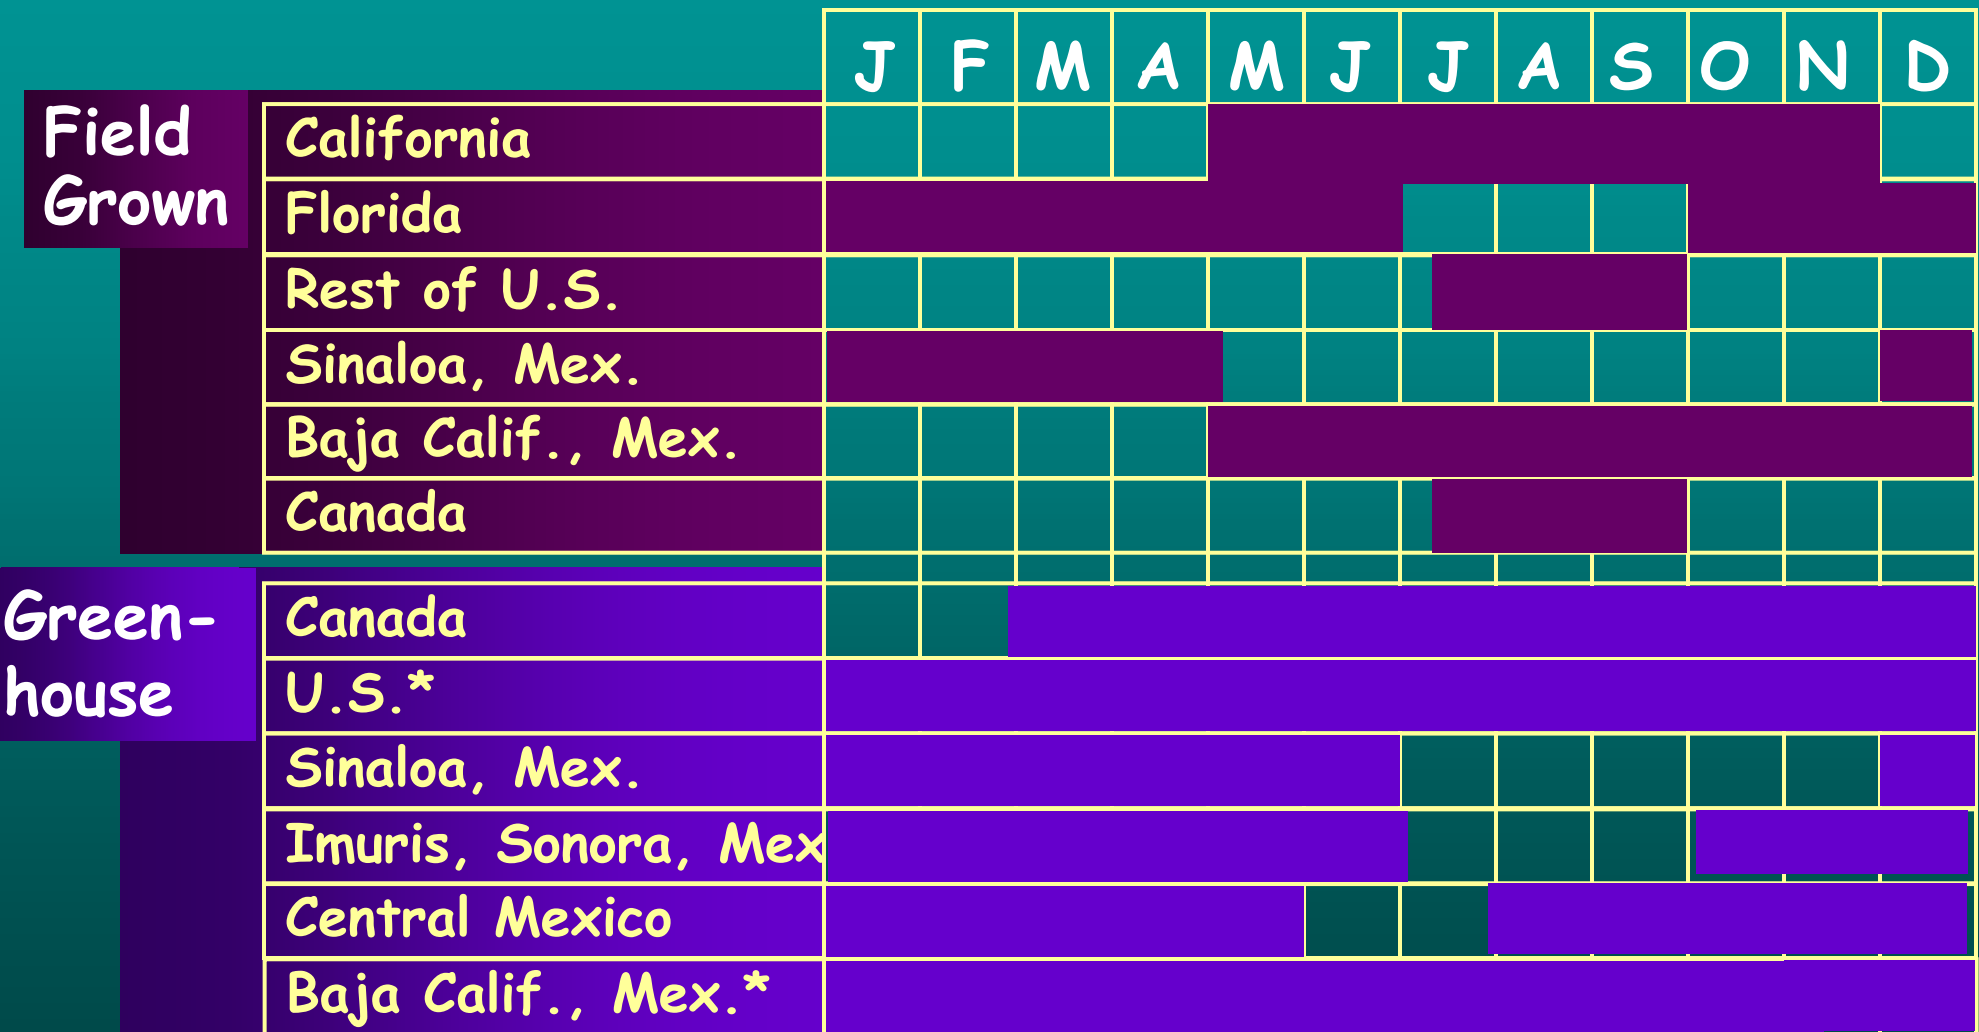 J F M A M J J A S O N D
Field
Grown
California
Florida
Rest of U.S.
Sinaloa, Mex.
Baja Calif., Mex.
Canada
Green-
house
Canada
U.S.*
Sinaloa, Mex.
Imuris, Sonora, Mex
Central Mexico
Baja Calif., Mex.*